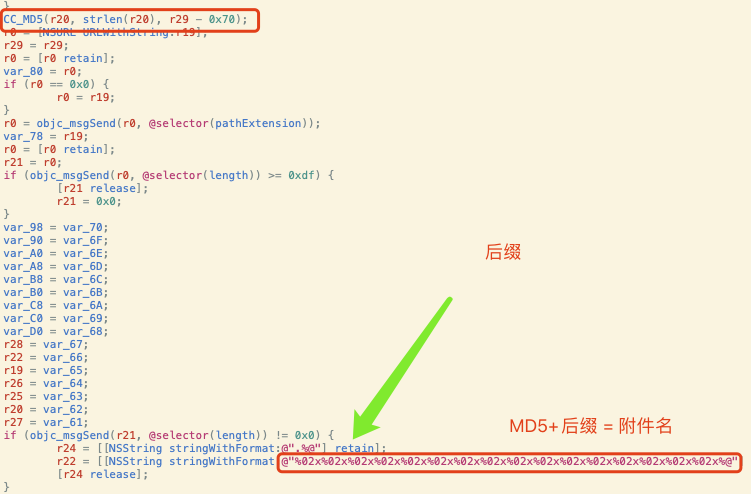 }
CC_MD5(r20, strlen(r20), r29 - 0x70);
r0 = [NSURL URLWithString:r19];
r29 = r29;
r0 = [r0 retain];
var_80 = r0;
if (r0 == 0x0) {
        r0 = r19;
}
r0 = objc_msgSend(r0, @selector(pathExtension));
var_78 = r19;
r0 = [r0 retain];
r21 = r0;
if (objc_msgSend(r0, @selector(length)) >= 0xdf) {
        [r21 release];
        r21 = 0x0;
}
var_98 = var_70;
var_90 = var_6F;
var_A0 = var_6E;
后缀
var_A8 = var_6D;
var_B8 = var_6C;
var_B0 = var_6B;
var_C8 = var_6A;
var_C0 = var_69;
var_D0 = var_68;
r28 = var_67;
r22 = var_66;
r19 = var_65;
r26 = var_64;
r25 = var_63;
r20 = var_62;
r27 = var_61;
MD5+后缀 = 附件名
if (objc_msgSend(r21, @selector(length)) != 0x0) {
        r24 = [[NSString stringWithFormat:@".%@"] retain];
        r22 = [[NSString stringWithFormat:@"%02x%02x%02x%02x%02x%02x%02x%02x%02x%02x%02x%02x%02x%02x%02x%02x%@"
        [r24 release];
}